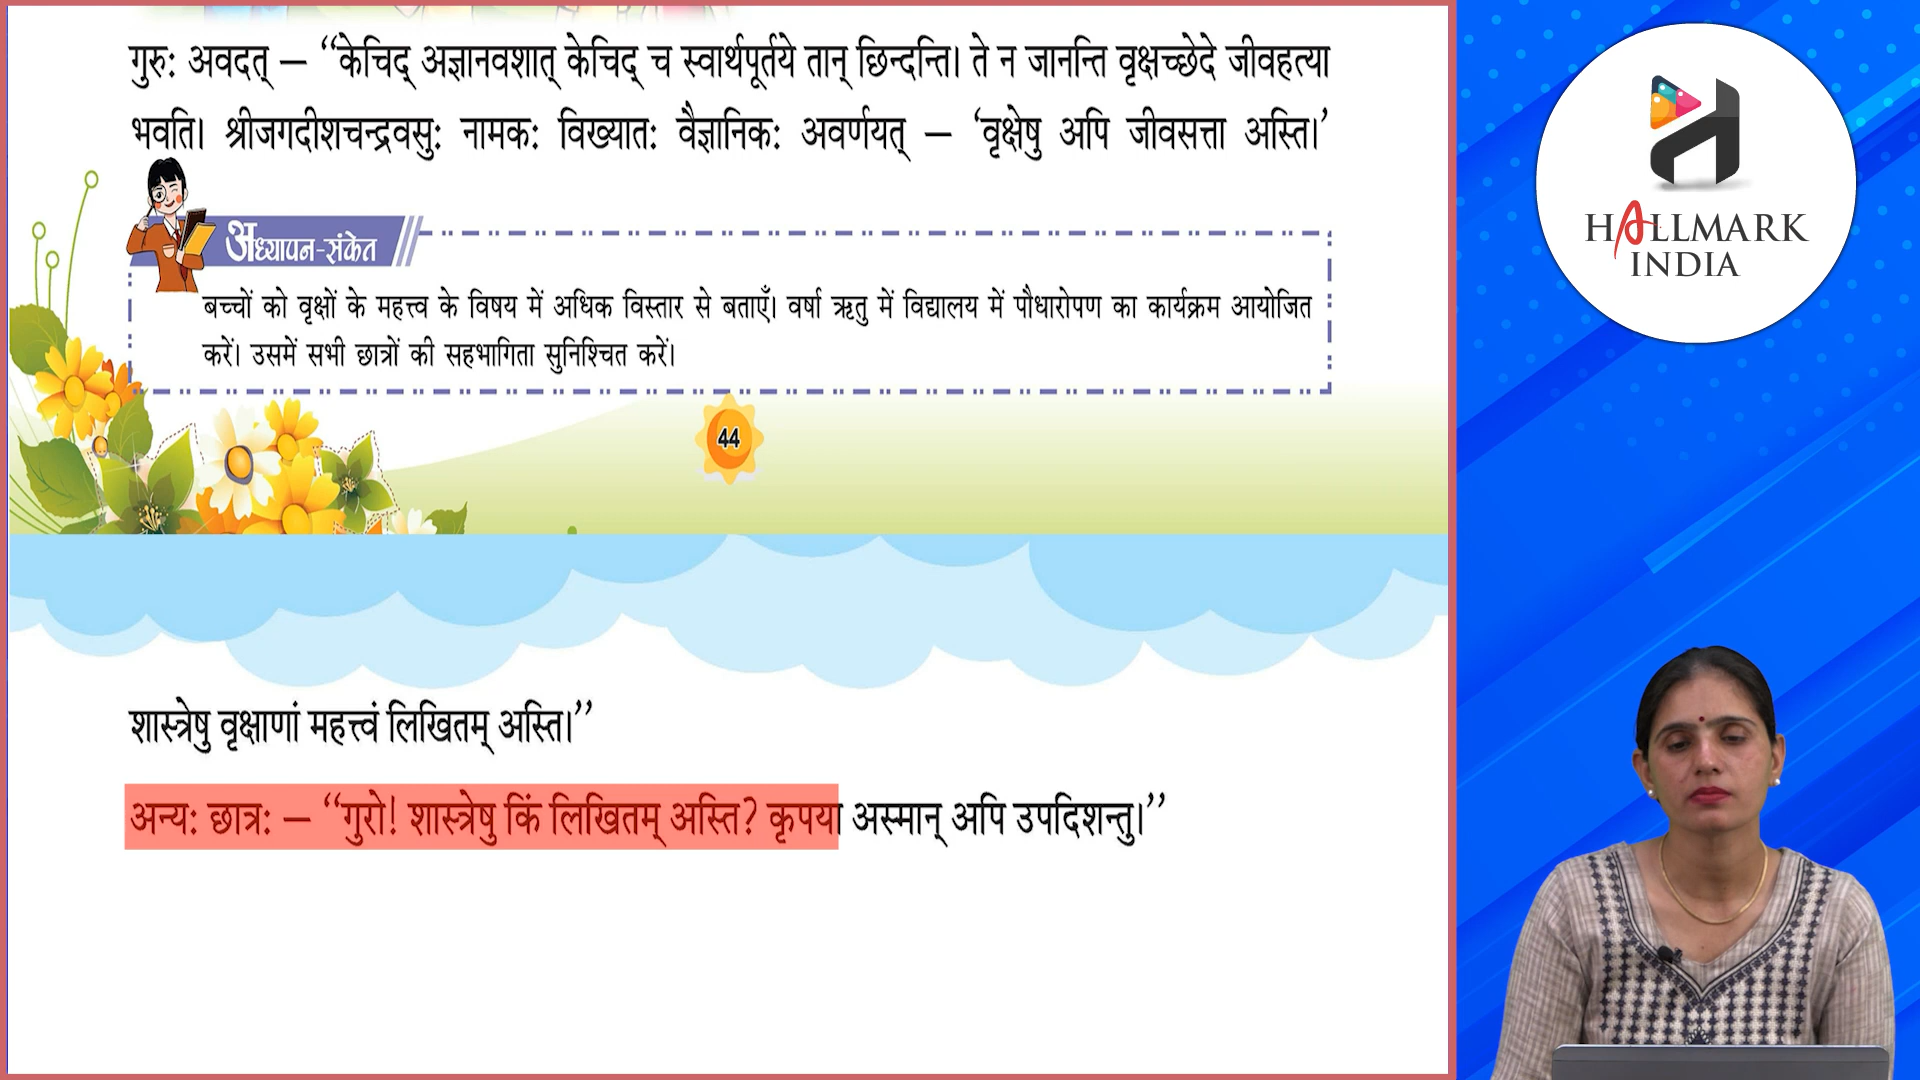 गुरु: अवदत् – “केचिद् अज्ञानवशात् केचिद् च स्वार्थपूर्तये तान् छिन्दन्ति। ते न जानन्ति वृक्षच्छेदे जीवहत्या
भवति। श्रीजगदीशचन्द्रवसु: नामक: विख्यात: वैज्ञानिक: अवर्णयत् – ‘वृक्षेषु अपि जीवसत्ता अस्ति।’
अध्यापन-संकेत
बच्चों को वृक्षों के महत्त्व के विषय में अधिक विस्तार से बताएँ। वर्षा ऋतु में विद्यालय में पौधारोपण का कार्यक्रम आयोजित
करें। उसमें सभी छात्रों की सहभागिता सुनिश्चित करें।
44
शास्त्रेषु वृक्षाणां महत्त्वं लिखितम् अस्ति।”
अन्य: छात्र: – “गुरो! शास्त्रेषु किं लिखितम् अस्ति? कृपया अस्मान् अपि उपदिशन्तु।”
HALLMARK
INDIA